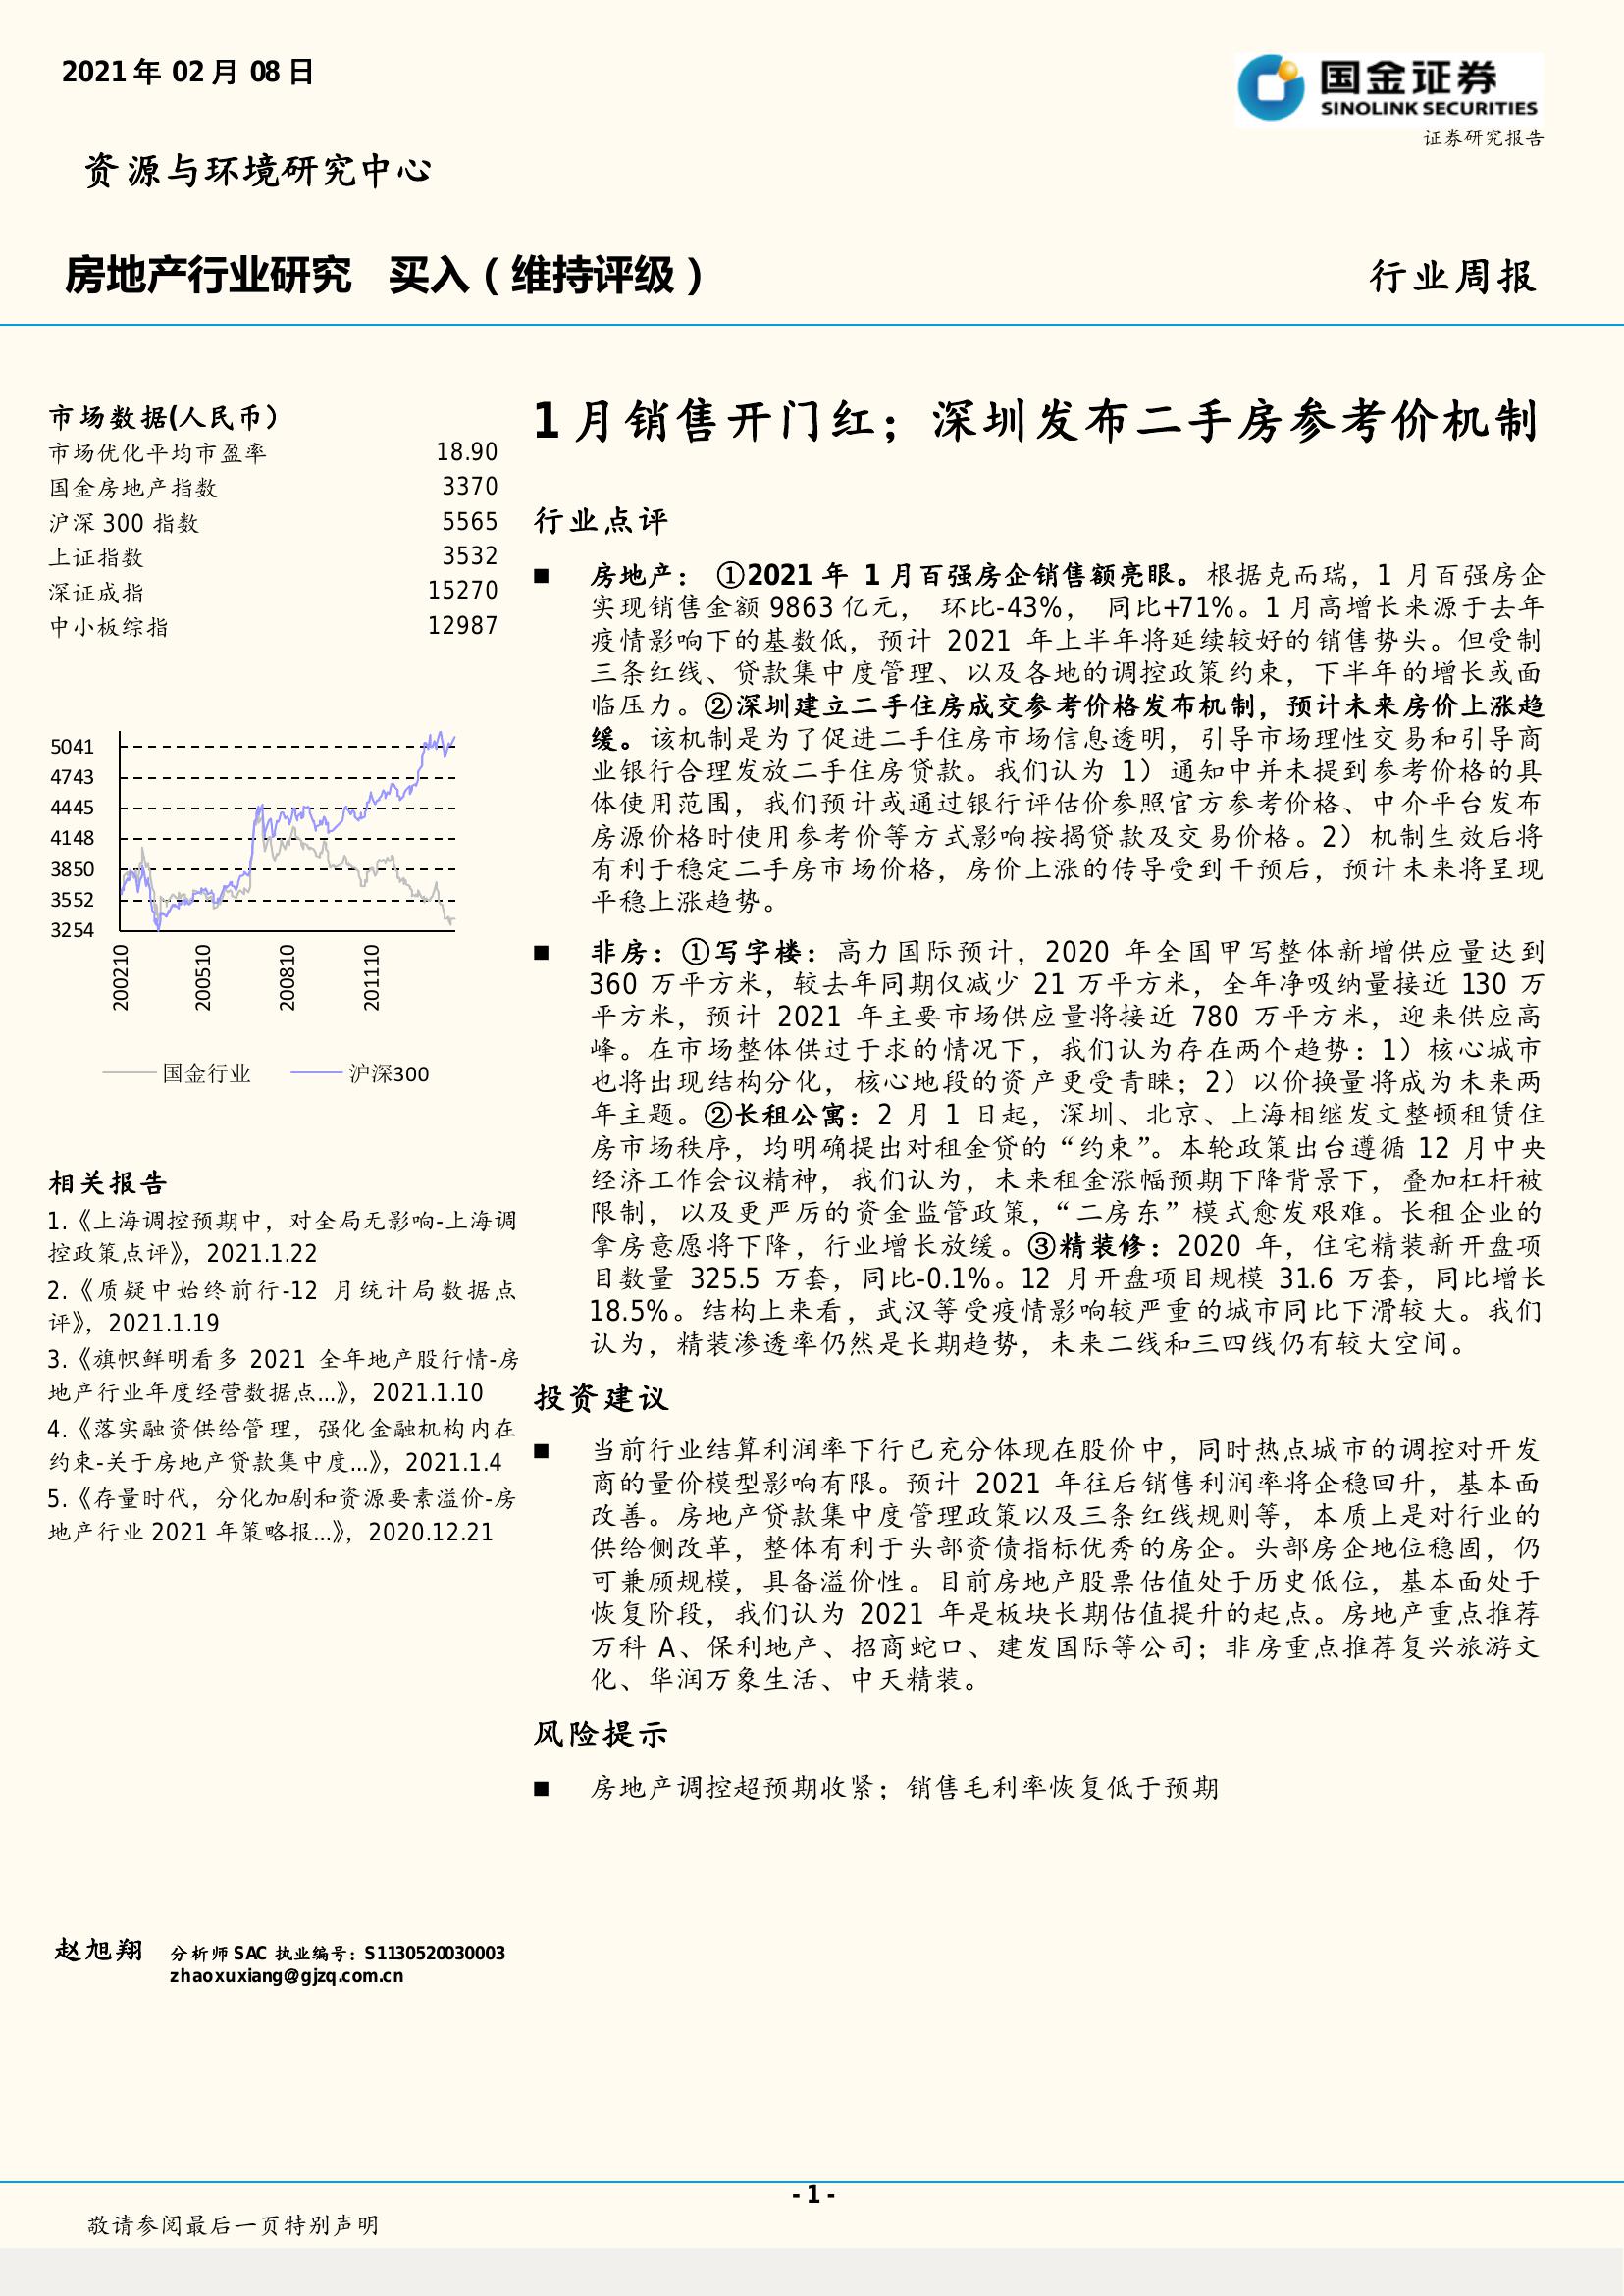 2021年 02月 08日
国金证券
SINOLINK SECURITIES
证券研究报告
资源与环境研究中心
房地产行业研究 买入(维持评级)
行业周报
市场数据(人民币)
市场优化平均市盈率 18.90
国金房地产指数 3370
沪深 300 指数 5565
上证指数 3532
深证成指 15270
中小板综指 12987
5041
4743
4445
4148
3850
3552
3254
200210
200510
200810
201110
国金行业 沪深300
相关报告
1.《上海调控预期中，对全局无影响-上海调
控政策点评》，2021.1.22
2.《质疑中始终前行-12 月统计局数据点
评》，2021.1.19
3.《旗帜鲜明看多 2021 全年地产股行情-房
地产行业年度经营数据点...》，2021.1.10
4.《落实融资供给管理，强化金融机构内在
约束-关于房地产贷款集中度...》，2021.1.4
5.《存量时代，分化加剧和资源要素溢价-房
地产行业 2021 年策略报...》，2020.12.21
赵旭翔 分析师 SAC 执业编号：S1130520030003
zhaoxuxiang@gjzq.com.cn
1月销售开门红；深圳发布二手房参考价机制
行业点评
■ 房地产： ①2021 年 1 月百强房企销售额亮眼。根据克而瑞，1 月百强房企
实现销售金额 9863 亿元， 环比-43%， 同比+71%。1 月高增长来源于去年
疫情影响下的基数低，预计 2021 年上半年将延续较好的销售势头。但受制
三条红线、贷款集中度管理、以及各地的调控政策约束，下半年的增长或面
临压力。②深圳建立二手住房成交参考价格发布机制，预计未来房价上涨趋
缓。该机制是为了促进二手住房市场信息透明，引导市场理性交易和引导商
业银行合理发放二手住房贷款。我们认为 1）通知中并未提到参考价格的具
体使用范围，我们预计或通过银行评估价参照官方参考价格、中介平台发布
房源价格时使用参考价等方式影响按揭贷款及交易价格。2）机制生效后将
有利于稳定二手房市场价格，房价上涨的传导受到干预后，预计未来将呈现
平稳上涨趋势。
■ 非房：①写字楼：高力国际预计，2020 年全国甲写整体新增供应量达到
360 万平方米，较去年同期仅减少 21 万平方米，全年净吸纳量接近 130 万
平方米，预计 2021 年主要市场供应量将接近 780 万平方米，迎来供应高
峰。在市场整体供过于求的情况下，我们认为存在两个趋势：1）核心城市
也将出现结构分化，核心地段的资产更受青睐；2）以价换量将成为未来两
年主题。②长租公寓：2 月 1 日起，深圳、北京、上海相继发文整顿租赁住
房市场秩序，均明确提出对租金贷的“约束”。本轮政策出台遵循 12 月中央
经济工作会议精神，我们认为，未来租金涨幅预期下降背景下，叠加杠杆被
限制，以及更严厉的资金监管政策，“二房东”模式愈发艰难。长租企业的
拿房意愿将下降，行业增长放缓。③精装修：2020 年，住宅精装新开盘项
目数量 325.5 万套，同比-0.1%。12 月开盘项目规模 31.6 万套，同比增长
18.5%。结构上来看，武汉等受疫情影响较严重的城市同比下滑较大。我们
认为，精装渗透率仍然是长期趋势，未来二线和三四线仍有较大空间。
投资建议
■ 当前行业结算利润率下行已充分体现在股价中，同时热点城市的调控对开发
商的量价模型影响有限。预计 2021 年往后销售利润率将企稳回升，基本面
改善。房地产贷款集中度管理政策以及三条红线规则等，本质上是对行业的
供给侧改革，整体有利于头部资债指标优秀的房企。头部房企地位稳固，仍
可兼顾规模，具备溢价性。目前房地产股票估值处于历史低位，基本面处于
恢复阶段，我们认为 2021 年是板块长期估值提升的起点。房地产重点推荐
万科 A、保利地产、招商蛇口、建发国际等公司；非房重点推荐复兴旅游文
化、华润万象生活、中天精装。
风险提示
■ 房地产调控超预期收紧；销售毛利率恢复低于预期
- 1 -
敬请参阅最后一页特别声明